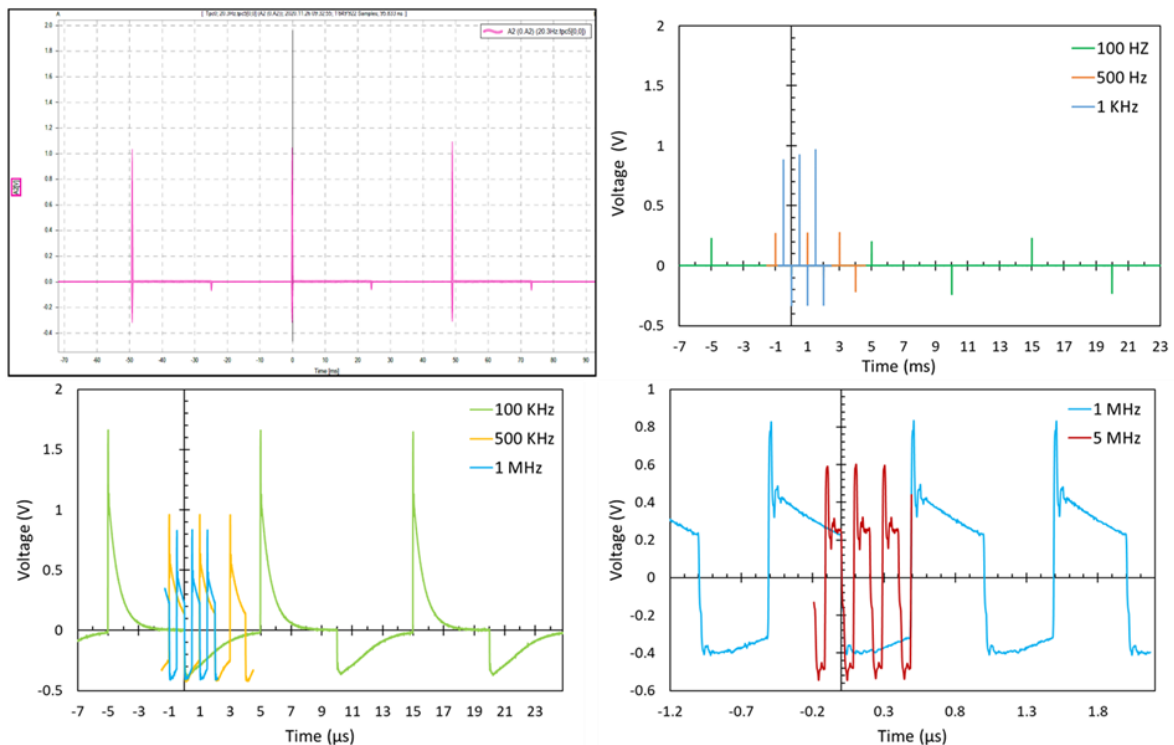 A
09:32:55
Samples
A2 (0.A2) (20.3Hz.tpc5[0;0])
2.0
1.8
1.6
1.4
1.2
1.0
0.8
0.6
0.4
0.2
0.0
-0.2
-0.4
-70 -60 -50 -40 -30 -20 -10 0 10 20 30 40 50 60 70 80 90
Time [ms]
100 HZ
500 Hz
1 KHz
Voltage (V)
2
1.5
1
0.5
0
-0.5
-7 -5 -3 -1 1 3 5 7 9 11 13 15 17 19 21 23
Time (ms)
100 KHz
500 KHz
1 MHz
Voltage (V)
2
1.5
1
0.5
0
-0.5
-7 -5 -3 -1 1 3 5 7 9 11 13 15 17 19 21 23
Time (µs)
1 MHz
5 MHz
Voltage (V)
1
0.8
0.6
0.4
0.2
0
-0.2
-0.4
-0.6
-1.2 -0.7 -0.2 0.3 0.8 1.3 1.8
Time (µs)